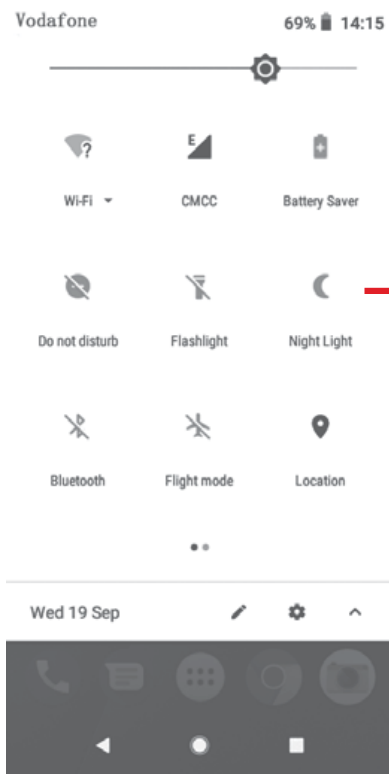 Vodafone 69% 14:15
E
?
Wi-Fi CMCC Battery Saver
Do not disturb Flashlight Night Light
Bluetooth Flight mode Location
Wed 19 Sep